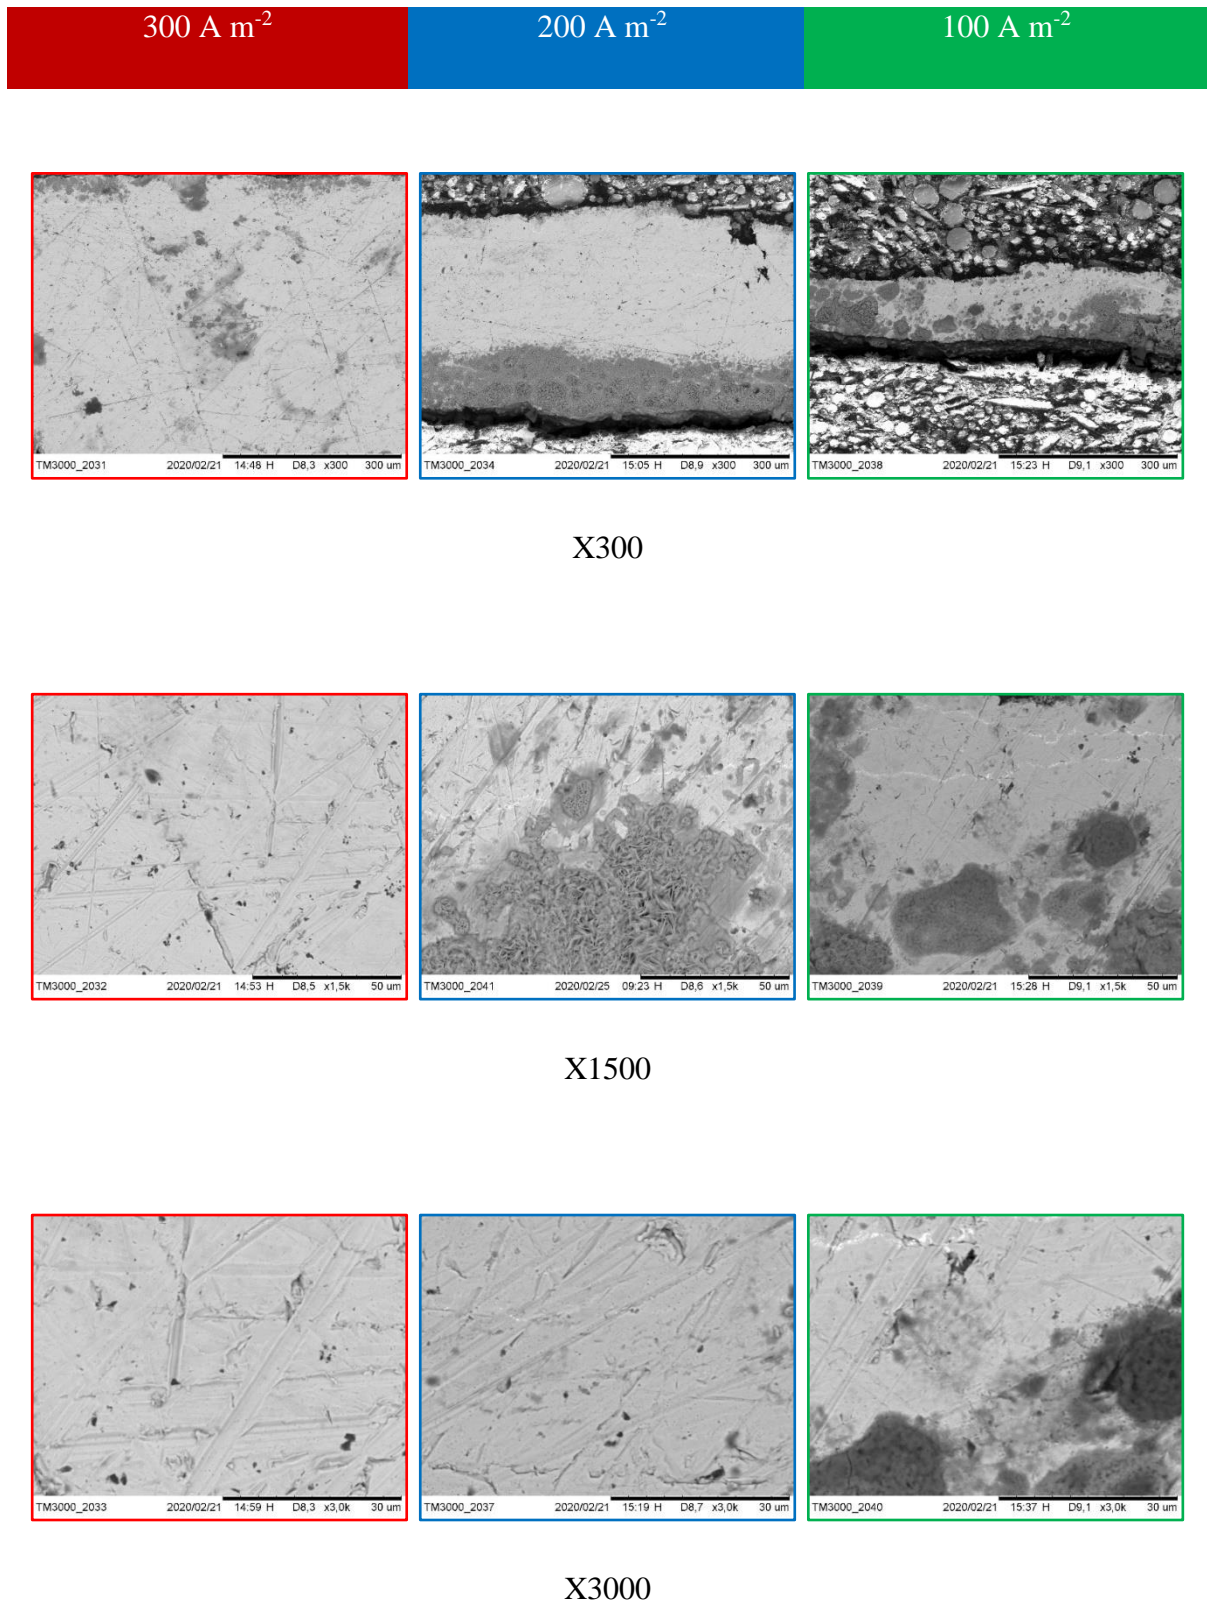 300 A m-2 200 A m-2 100 A m-2
TM3000_2031 2020/02/21 14:48 H D8,3 x300 300 um
TM3000_2034 2020/02/21 15:05 H D8,9 x300 300 um
TM3000_2038 2020/02/21 15:23 H D9,1 x300 300 um
X300
TM3000_2032 2020/02/21 14:53 H D8,5 x1,5k 50 um
TM3000_2041 2020/02/25 09:23 H D8,6 x1,5k 50 um
TM3000_2039 2020/02/21 15:28 H D9,1 x1,5k 50 um
X1500
TM3000_2033 2020/02/21 14:59 H D8,3 x3,0k 30 um
TM3000_2037 2020/02/21 15:19 H D8,7 x3,0k 30 um
TM3000_2040 2020/02/21 15:37 H D9,1 x3,0k 30 um
X3000